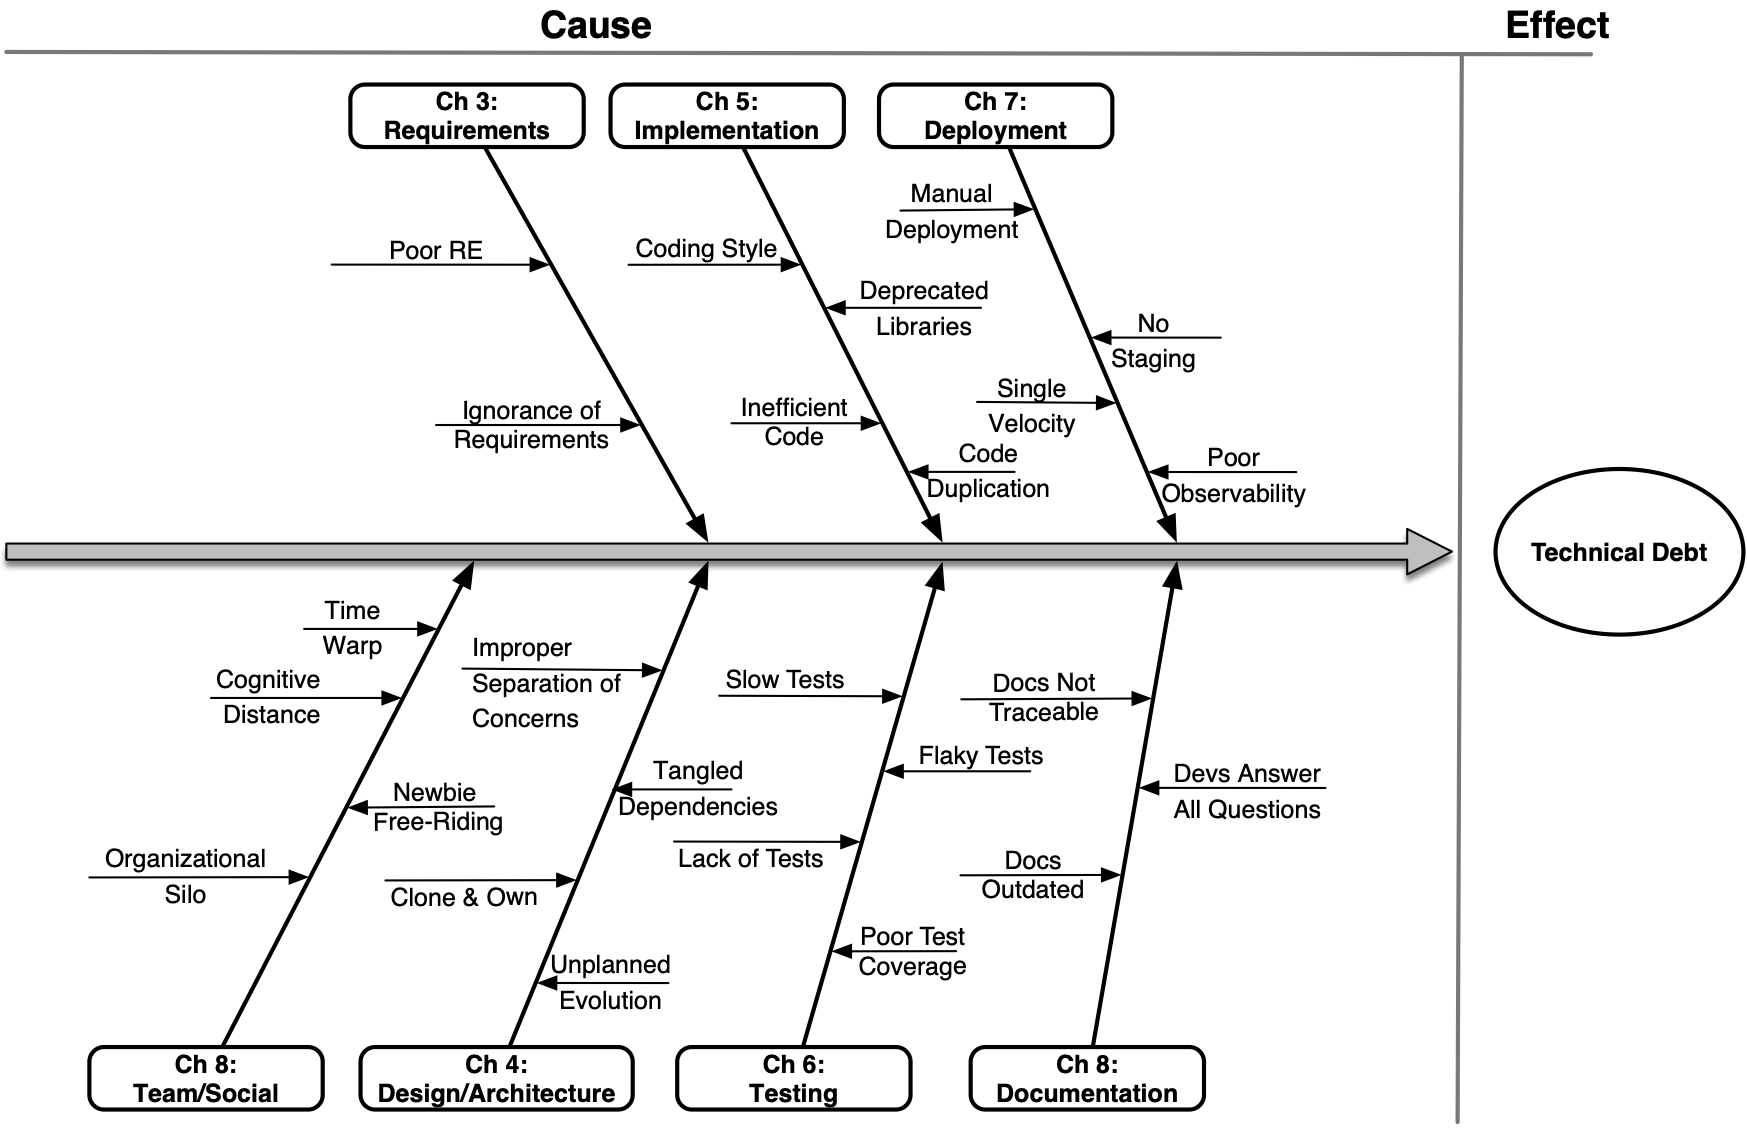 Cause
Effect
Ch 3:
Requirements
Ch 5:
Implementation
Ch 7:
Deployment
Poor RE
Ignorance of
Requirements
Coding Style
Deprecated
Libraries
Inefficient
Code
Code
Duplication
Manual
Deployment
No
Staging
Single
Velocity
Poor
Observability
Technical Debt
Time
Warp
Cognitive
Distance
Newbie
Free-Riding
Organizational
Silo
Improper
Separation of
Concerns
Tangled
Dependencies
Clone & Own
Unplanned
Evolution
Slow Tests
Flaky Tests
Lack of Tests
Poor Test
Coverage
Docs Not
Traceable
Devs Answer
All Questions
Docs
Outdated
Ch 8:
Team/Social
Ch 4:
Design/Architecture
Ch 6:
Testing
Ch 8:
Documentation